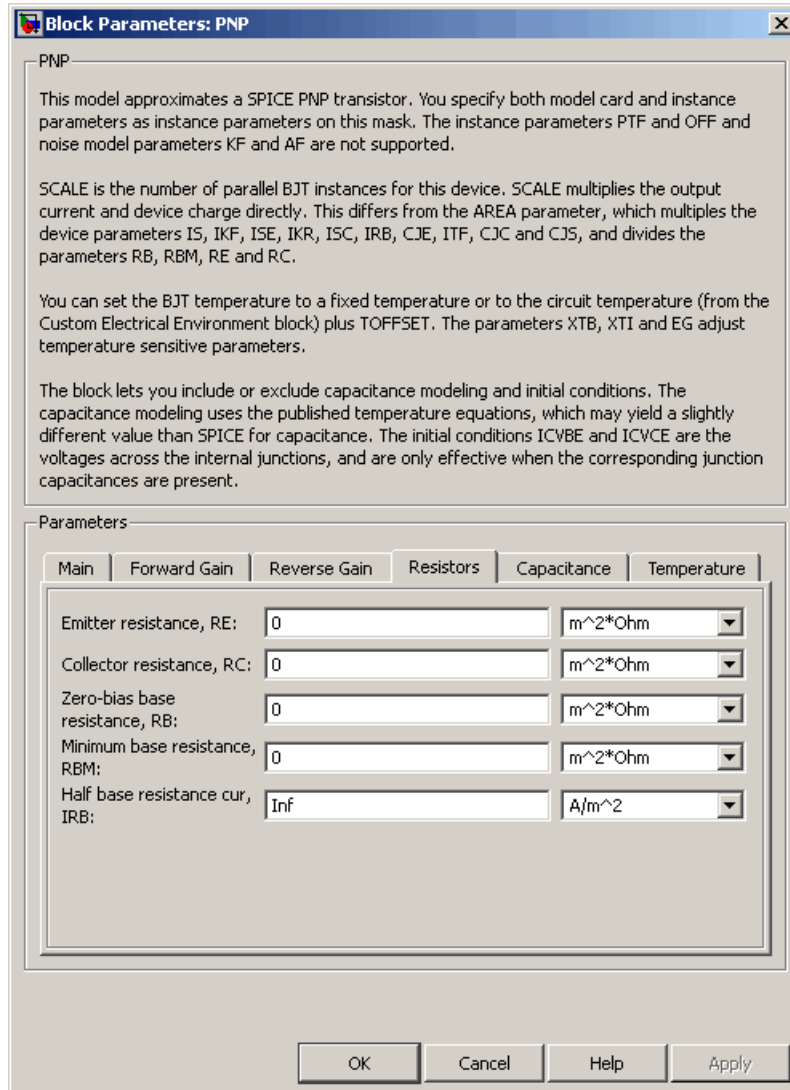 Block Parameters: PNP
PNP
This model approximates a SPICE PNP transistor. You specify both model card and instance
parameters as instance parameters on this mask. The instance parameters PTF and OFF and
noise model parameters KF and AF are not supported.
SCALE is the number of parallel BJT instances for this device. SCALE multiplies the output
current and device charge directly. This differs from the AREA parameter, which multiples the
device parameters IS, IKF, ISE, IKR, ISC, IRB, CJE, ITF, CJC and CJS, and divides the
parameters RB, RBM, RE and RC.
You can set the BJT temperature to a fixed temperature or to the circuit temperature (from the
Custom Electrical Environment block) plus TOFFSET. The parameters XTB, XTI and EG adjust
temperature sensitive parameters.
The block lets you include or exclude capacitance modeling and initial conditions. The
capacitance modeling uses the published temperature equations, which may yield a slightly
different value than SPICE for capacitance. The initial conditions ICVBE and ICVCE are the
voltages across the internal junctions, and are only effective when the corresponding junction
capacitances are present.
Parameters
Main Forward Gain Reverse Gain Resistors Capacitance Temperature
Emitter resistance, RE: 0 m^2*Ohm
Collector resistance, RC: 0 m^2*Ohm
Zero-bias base
resistance, RB: 0 m^2*Ohm
Minimum base resistance,
RBM: 0 m^2*Ohm
Half base resistance cur,
IRB: Inf A/m^2
OK Cancel Help Apply